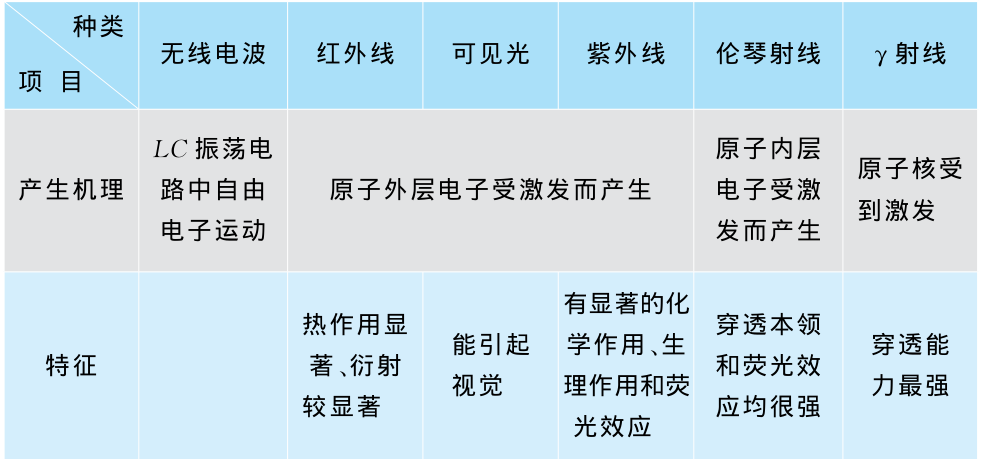 种类
项 目
无线电波
红外线
可见光
紫外线
伦琴射线
γ射线
产生机理
LC振荡电
路中自由
电子运动
原子外层电子受激发而产生
原子内层
电子受激
发而产生
原子核受
到激发
特征
热作用显
著、衍射
较显著
能引起
视觉
有显著的化
学作用、生
理作用和荧
光效应
穿透本领
和荧光效
应均很强
穿透能
力最强